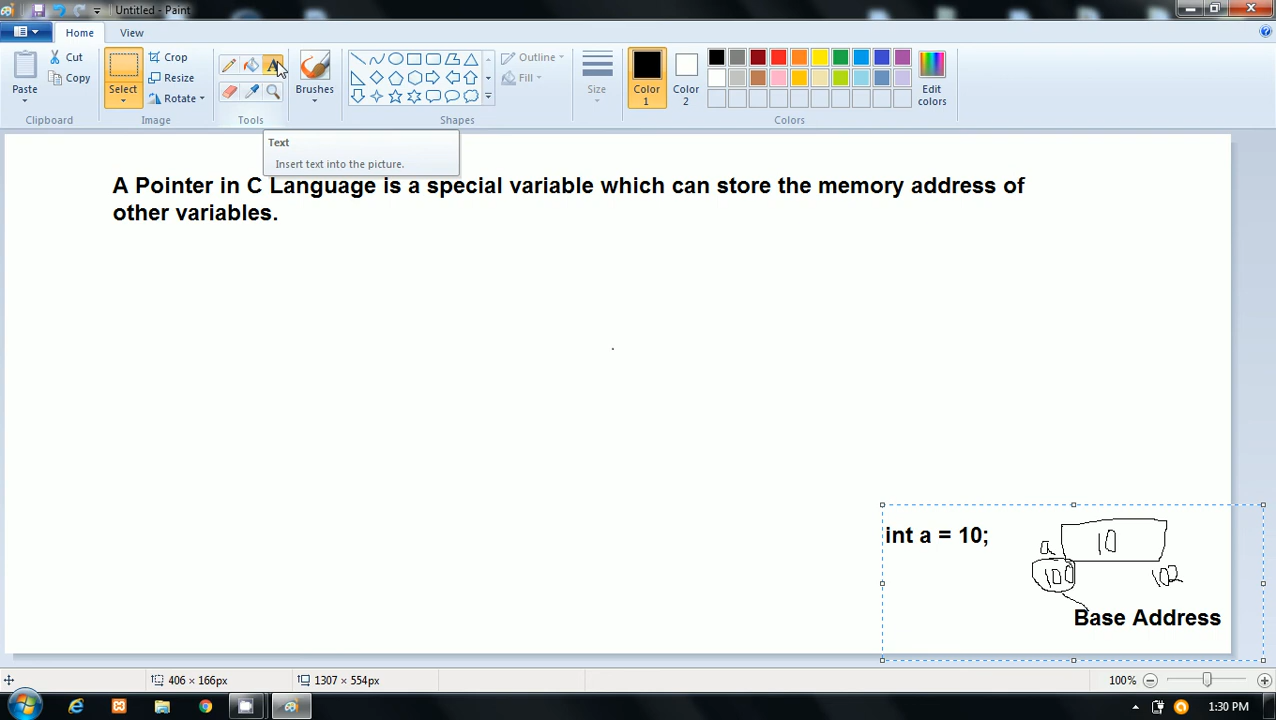 Untitled - Paint
Home
View
Paste
Cut
Copy
Clipboard
Select
Crop
Resize
Rotate
Image
A
Tools
Brushes
Shapes
Outline
Fill
Size
Color 1
Color 2
Edit colors
Colors
Text
Insert text into the picture.
A Pointer in C Language is a special variable which can store the memory address of
other variables.
int a = 10;
a
10
100
102
Base Address
406 × 166px
1307 × 554px
100%
1:30 PM